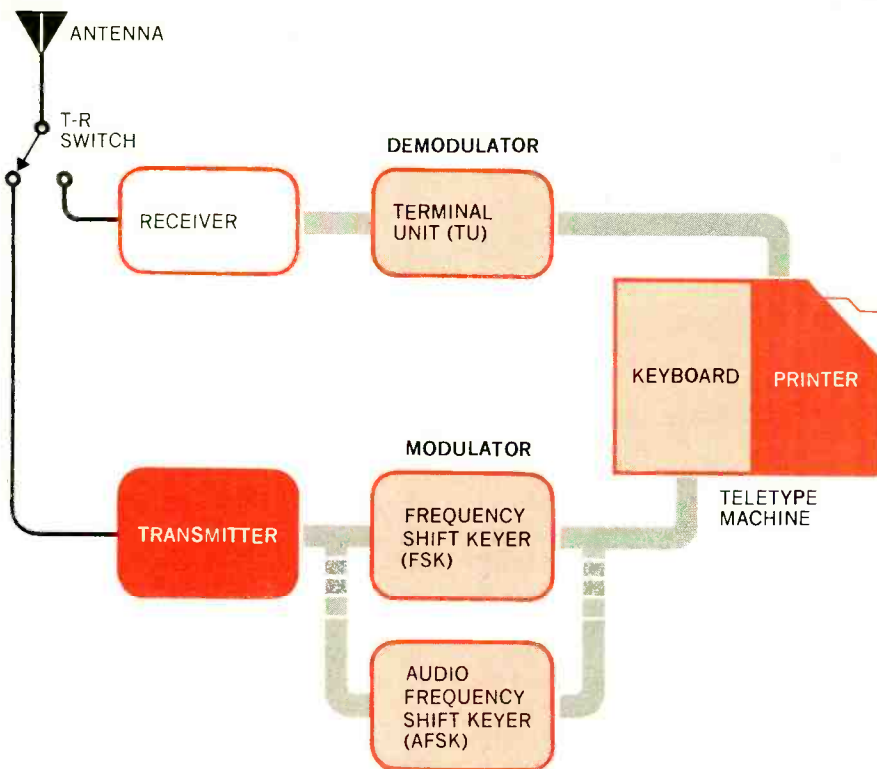 ANTENNA
T-R
SWITCH
DEMODULATOR
RECEIVER
TERMINAL
UNIT (TU)
KEYBOARD
PRINTER
MODULATOR
TELETYPE
MACHINE
TRANSMITTER
FREQUENCY
SHIFT KEYER
(FSK)
AUDIO
FREQUENCY
SHIFT KEYER
(AFSK)